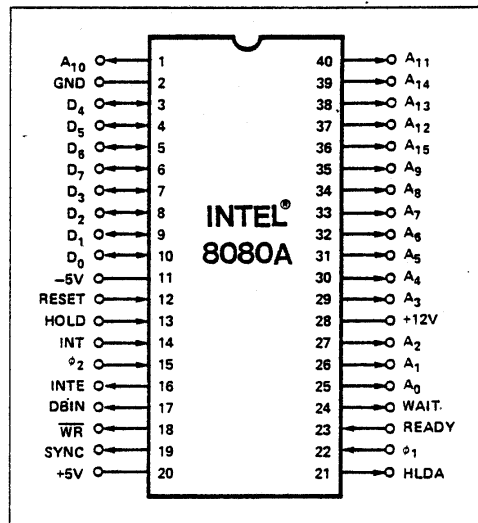 A10 1 40 A11
GND 2 39 A14
D4 3 38 A13
D5 4 37 A12
D6 5 36 A15
D7 6 35 A9
D3 7 34 A8
D2 8 33 A7
D1 9 32 A6
D0 10 31 A5
INTEL®
8080A
−5V 11 30 A4
RESET 12 29 A3
HOLD 13 28 +12V
INT 14 27 A2
ϕ2 15 26 A1
INTE 16 25 A0
DBIN 17 24 WAIT
W̅R̅ 18 23 READY
SYNC 19 22 ϕ1
+5V 20 21 HLDA